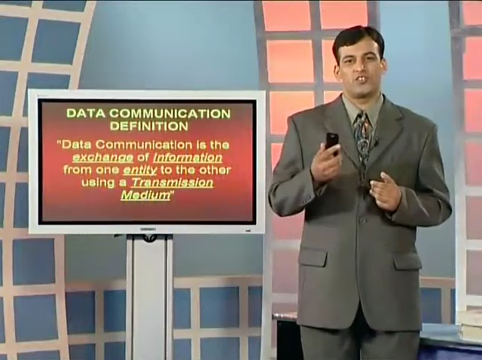 DATA COMMUNICATION
DEFINITION
"Data Communication is the
exchange of Information
from one entity to the other
using a Transmission
Medium"